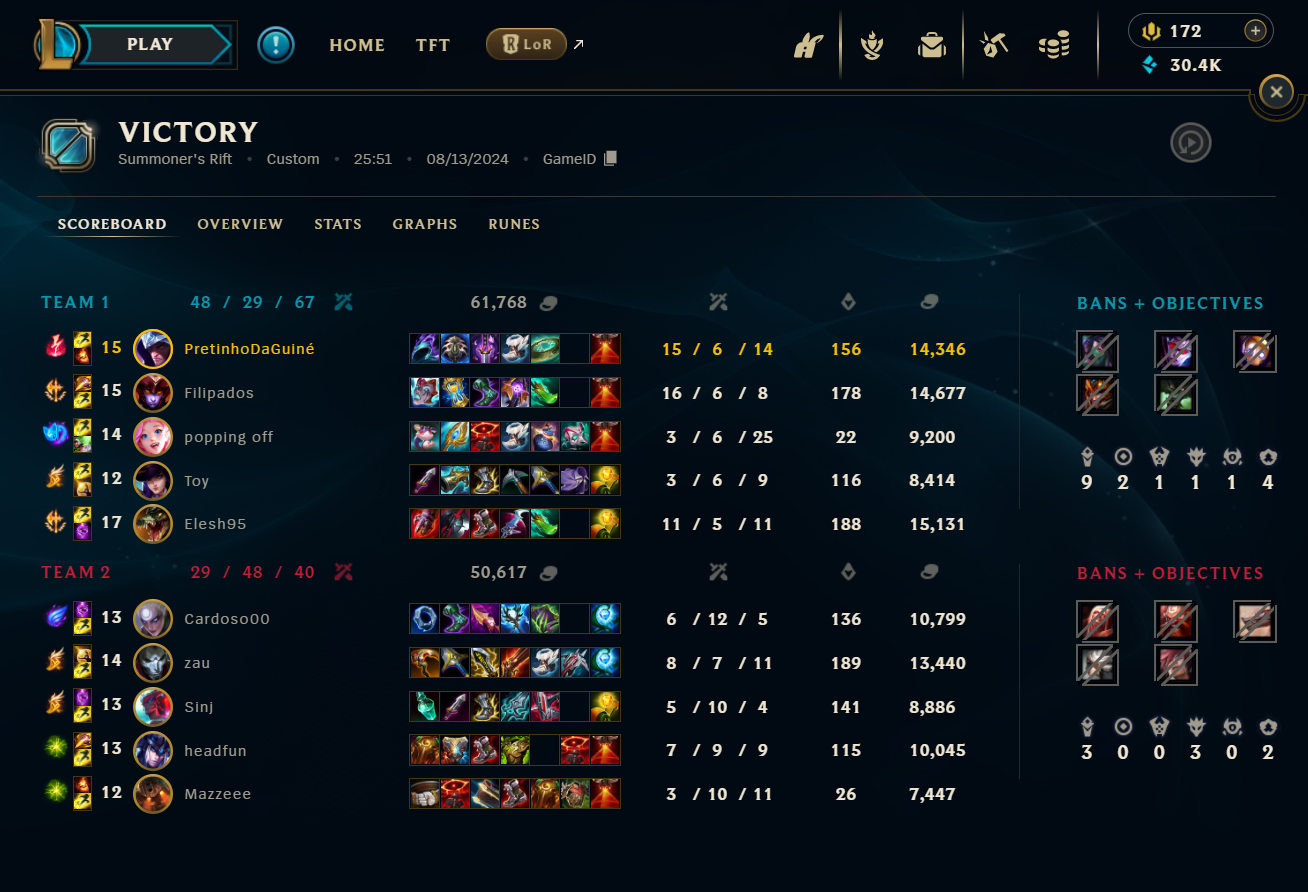 PLAY HOME TFT LoR 172
30.4K
VICTORY
Summoner's Rift • Custom • 25:51 • 08/13/2024 • GameID
SCOREBOARD OVERVIEW STATS GRAPHS RUNES
TEAM 1 48 / 29 / 67 61,768 BANS + OBJECTIVES
15 PretinhoDaGuiné 15 / 6 / 14 156 14,346
15 Filipados 16 / 6 / 8 178 14,677
14 popping off 3 / 6 / 25 22 9,200
12 Toy 3 / 6 / 9 116 8,414
9 2 1 1 1 4
17 Elesh95 11 / 5 / 11 188 15,131
TEAM 2 29 / 48 / 40 50,617 BANS + OBJECTIVES
13 Cardoso00 6 / 12 / 5 136 10,799
14 zau 8 / 7 / 11 189 13,440
13 Sinj 5 / 10 / 4 141 8,886
13 headfun 7 / 9 / 9 115 10,045
3 0 0 3 0 2
12 Mazzeee 3 / 10 / 11 26 7,447